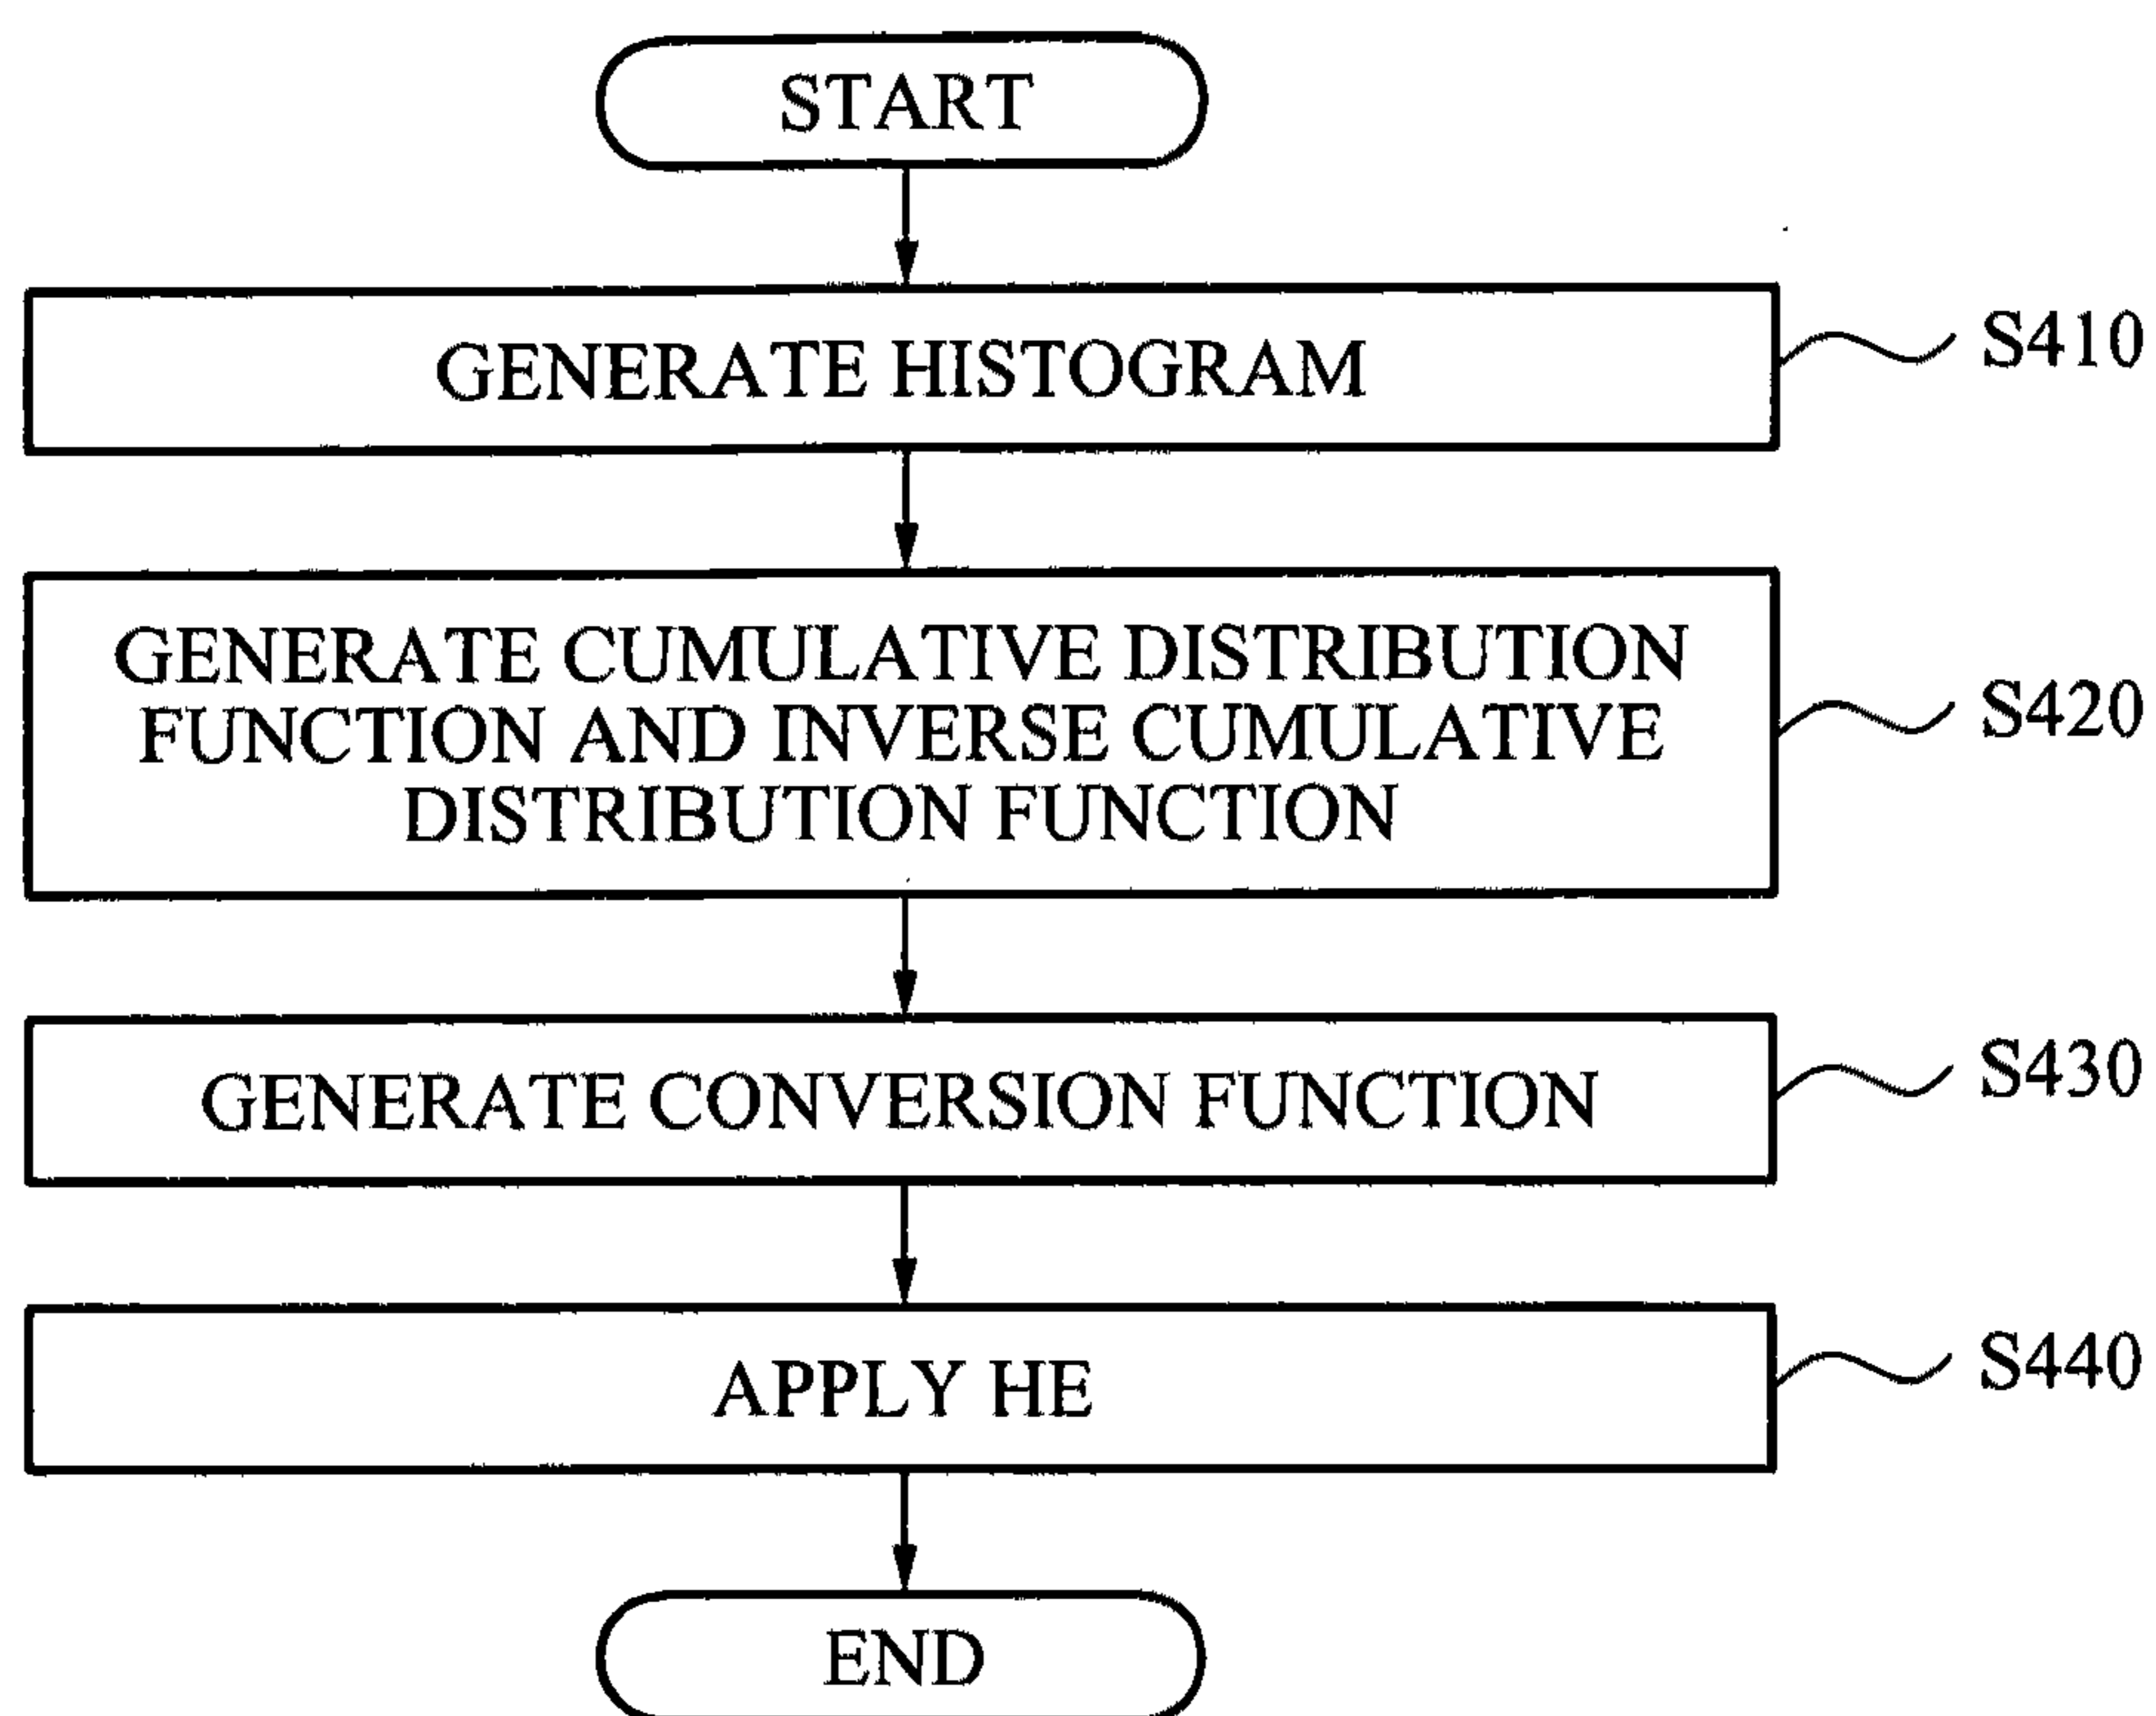 START
GENERATE HISTOGRAM
S410
GENERATE CUMULATIVE DISTRIBUTION
FUNCTION AND INVERSE CUMULATIVE
DISTRIBUTION FUNCTION
S420
GENERATE CONVERSION FUNCTION
S430
APPLY HE
S440
END